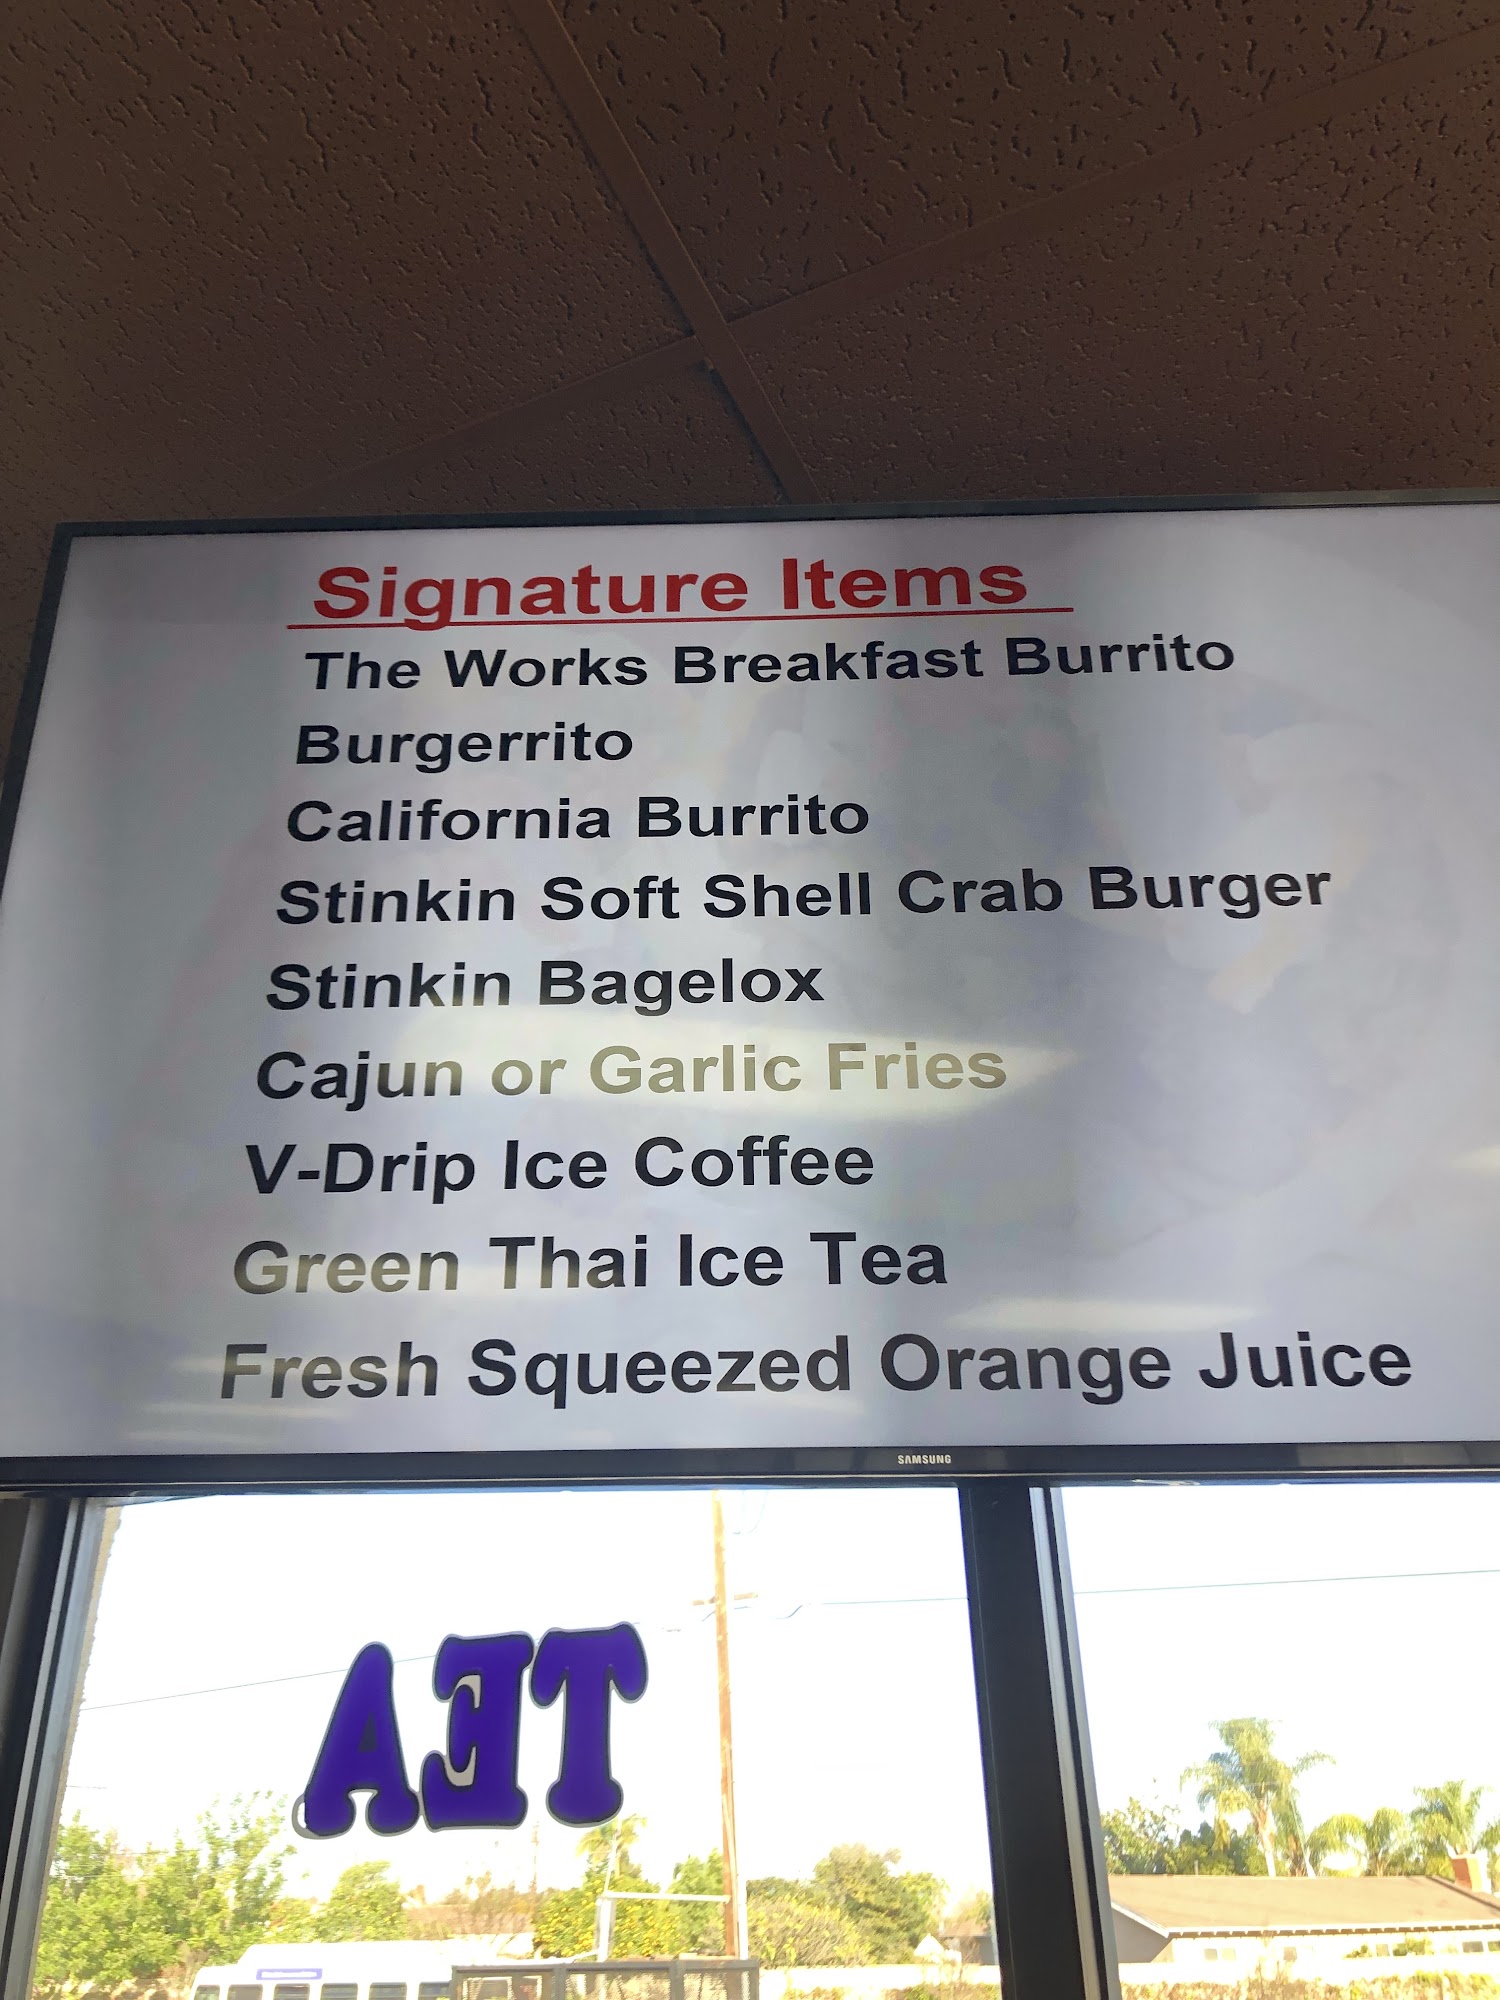 Signature Items
The Works Breakfast Burrito
Burgerrito
California Burrito
Stinkin Soft Shell Crab Burger
Stinkin Bagelox
Cajun or Garlic Fries
V-Drip Ice Coffee
Green Thai Ice Tea
Fresh Squeezed Orange Juice
SAMSUNG
TEA